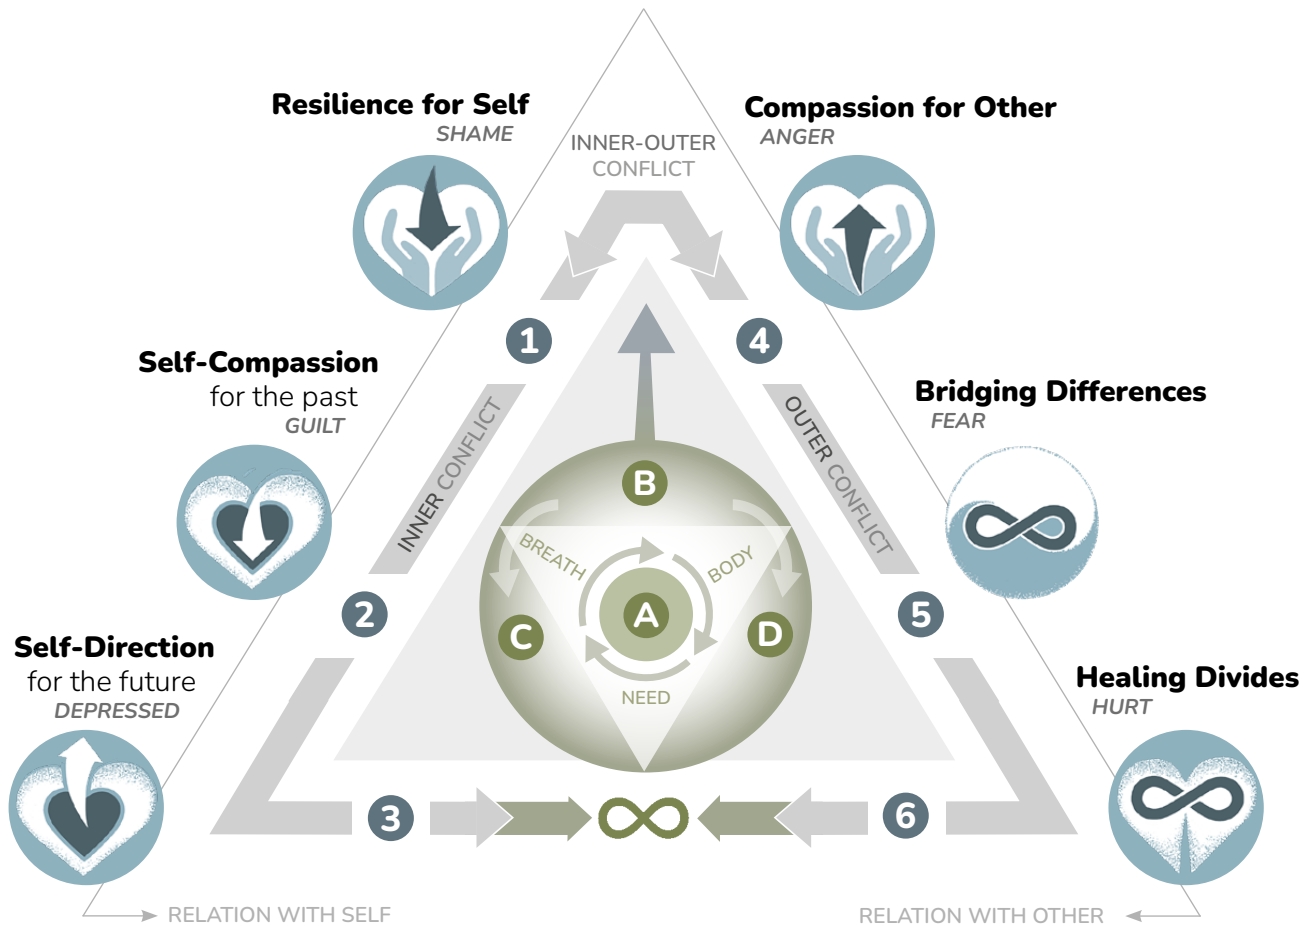 Resilience for Self
SHAME
Compassion for Other
ANGER
INNER-OUTER
CONFLICT
1
4
Self-Compassion
for the past
GUILT
Bridging Differences
FEAR
INNER CONFLICT
OUTER CONFLICT
B
BREATH
BODY
A
C
D
NEED
2
5
Self-Direction
for the future
DEPRESSED
Healing Divides
HURT
3
6
RELATION WITH SELF
RELATION WITH OTHER